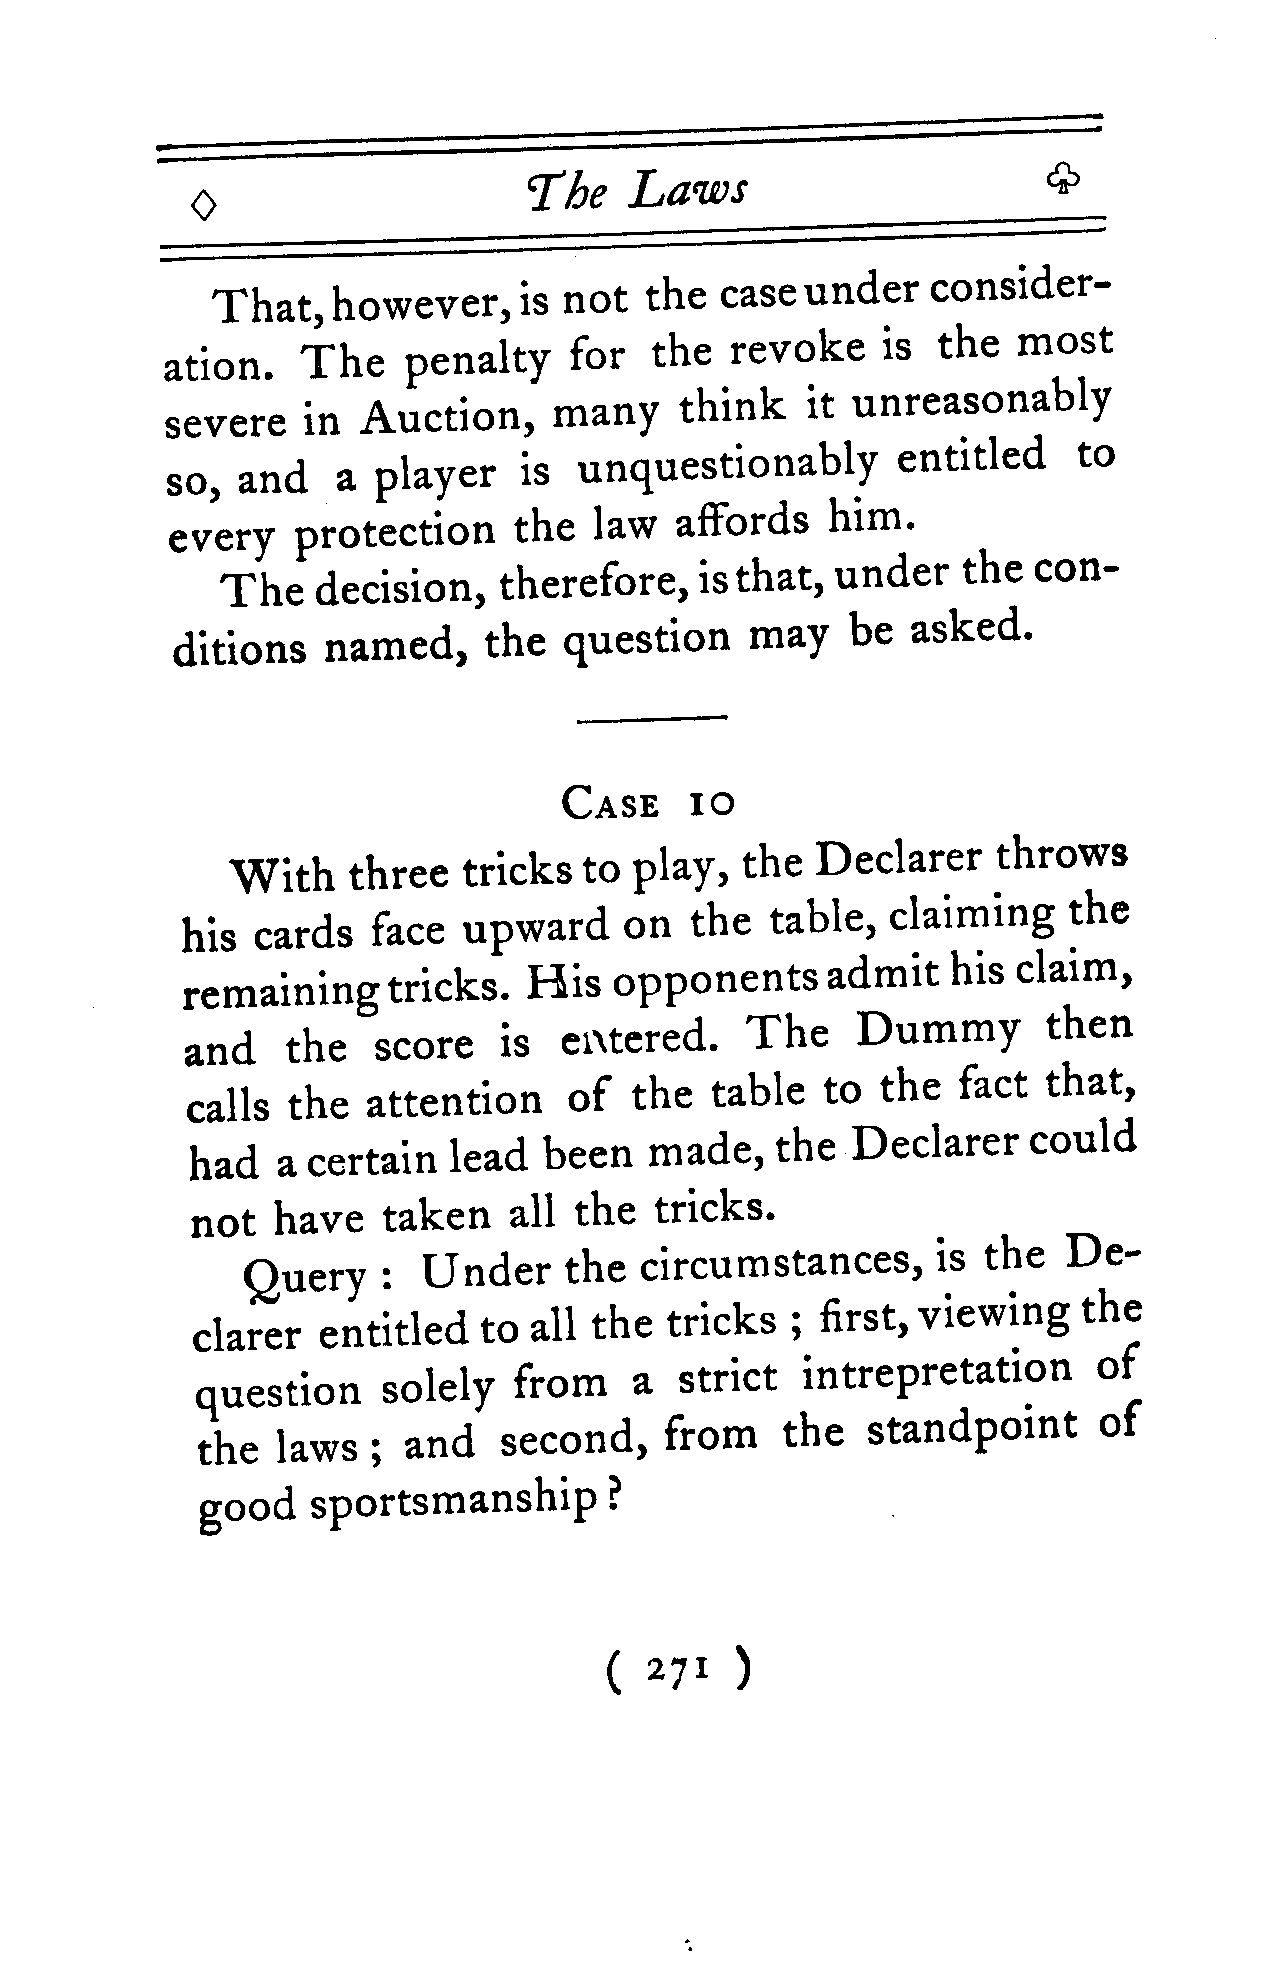 ◇ The Laws ♧
That, however, is not the case under consider-
ation. The penalty for the revoke is the most
severe in Auction, many think it unreasonably
so, and a player is unquestionably entitled to
every protection the law affords him.
The decision, therefore, is that, under the con-
ditions named, the question may be asked.
Case 10
With three tricks to play, the Declarer throws
his cards face upward on the table, claiming the
remaining tricks. His opponents admit his claim,
and the score is entered. The Dummy then
calls the attention of the table to the fact that,
had a certain lead been made, the Declarer could
not have taken all the tricks.
Query : Under the circumstances, is the De-
clarer entitled to all the tricks ; first, viewing the
question solely from a strict intrepretation of
the laws ; and second, from the standpoint of
good sportsmanship ?
( 271 )